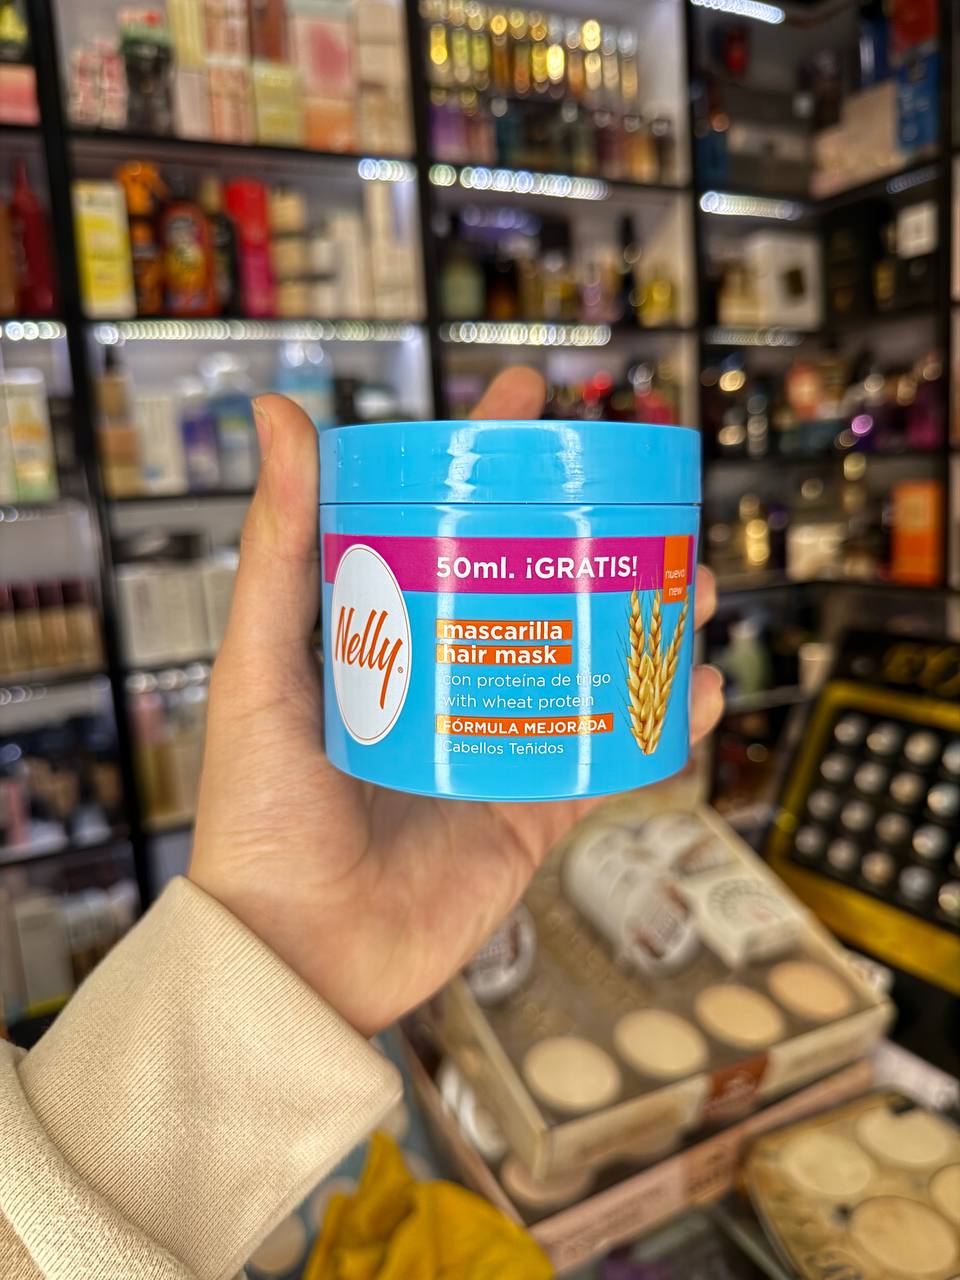 50ml. ¡GRATIS!
nuevo
new
Nelly
mascarilla
hair mask
con proteína de trigo
with wheat protein
FÓRMULA MEJORADA
Cabellos Teñidos